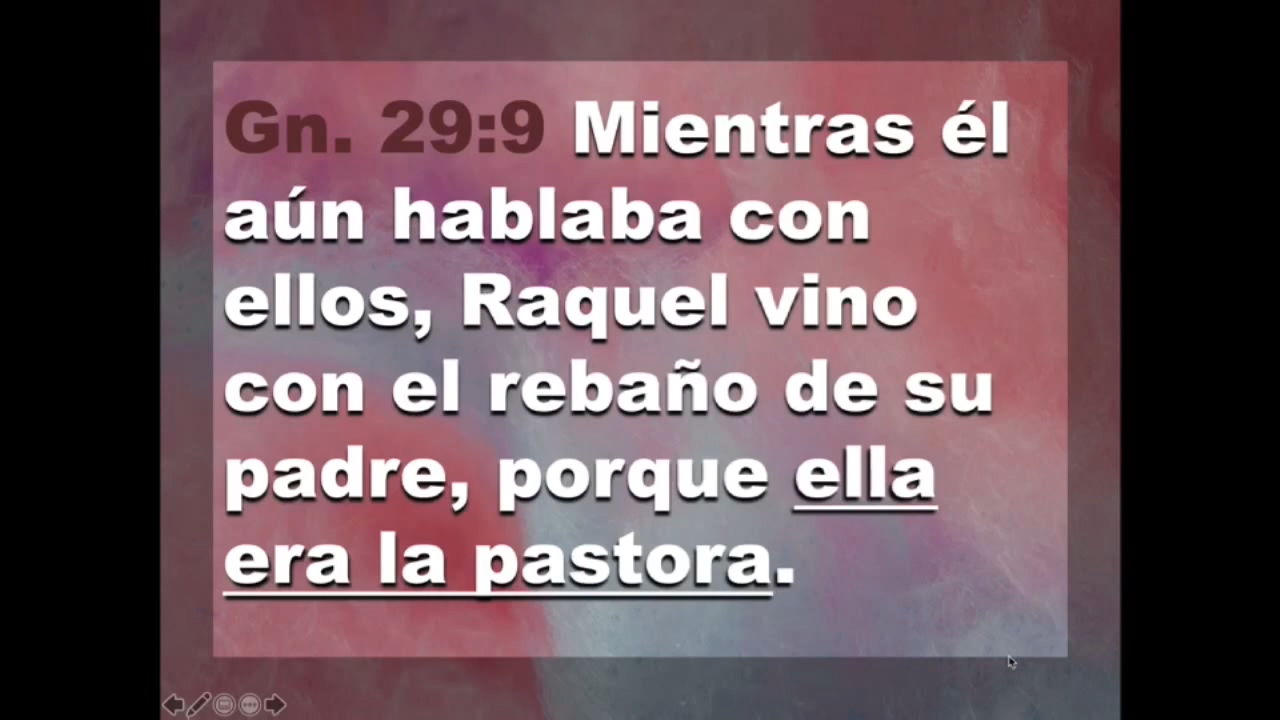 Gn. 29:9 Mientras él
aún hablaba con
ellos, Raquel vino
con el rebaño de su
padre, porque ella
era la pastora.